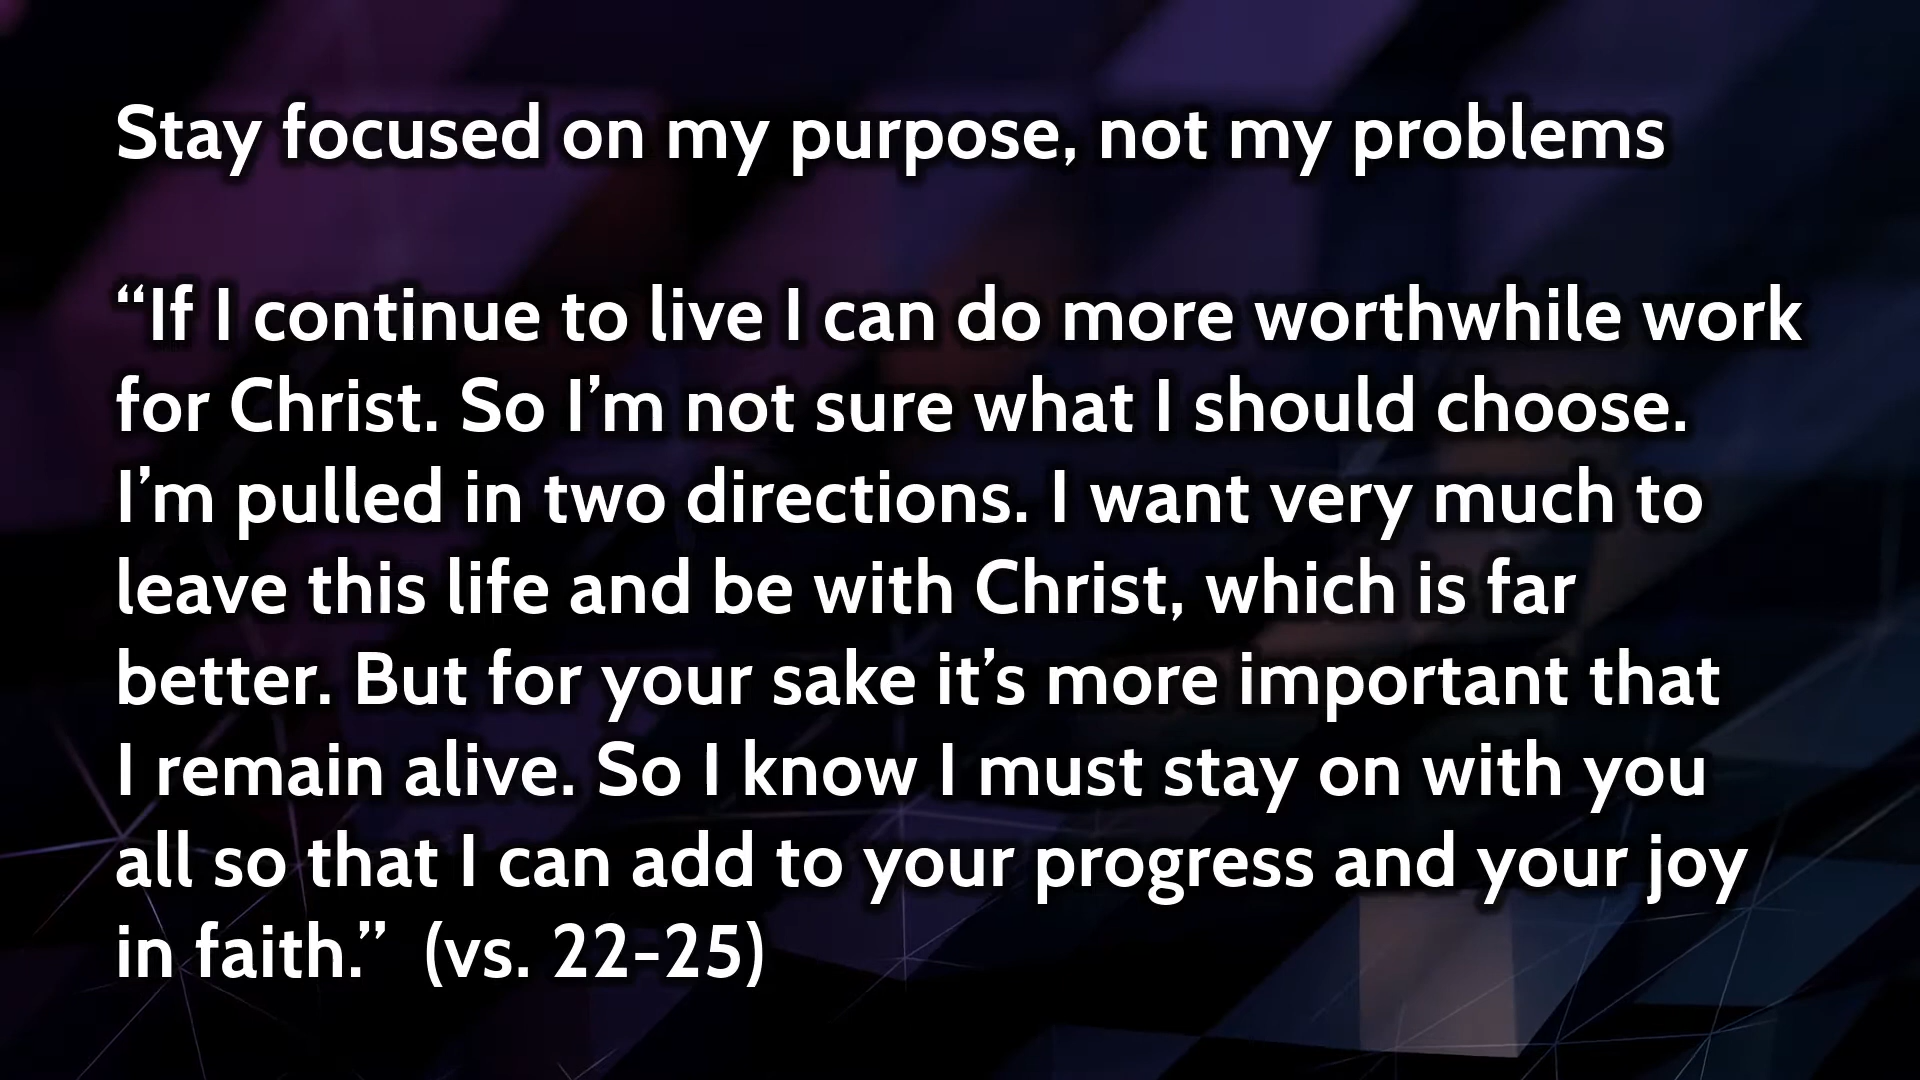 Stay focused on my purpose, not my problems
“If I continue to live I can do more worthwhile work
for Christ. So I’m not sure what I should choose.
I’m pulled in two directions. I want very much to
leave this life and be with Christ, which is far
better. But for your sake it’s more important that
I remain alive. So I know I must stay on with you
all so that I can add to your progress and your joy
in faith.”  (vs. 22-25)